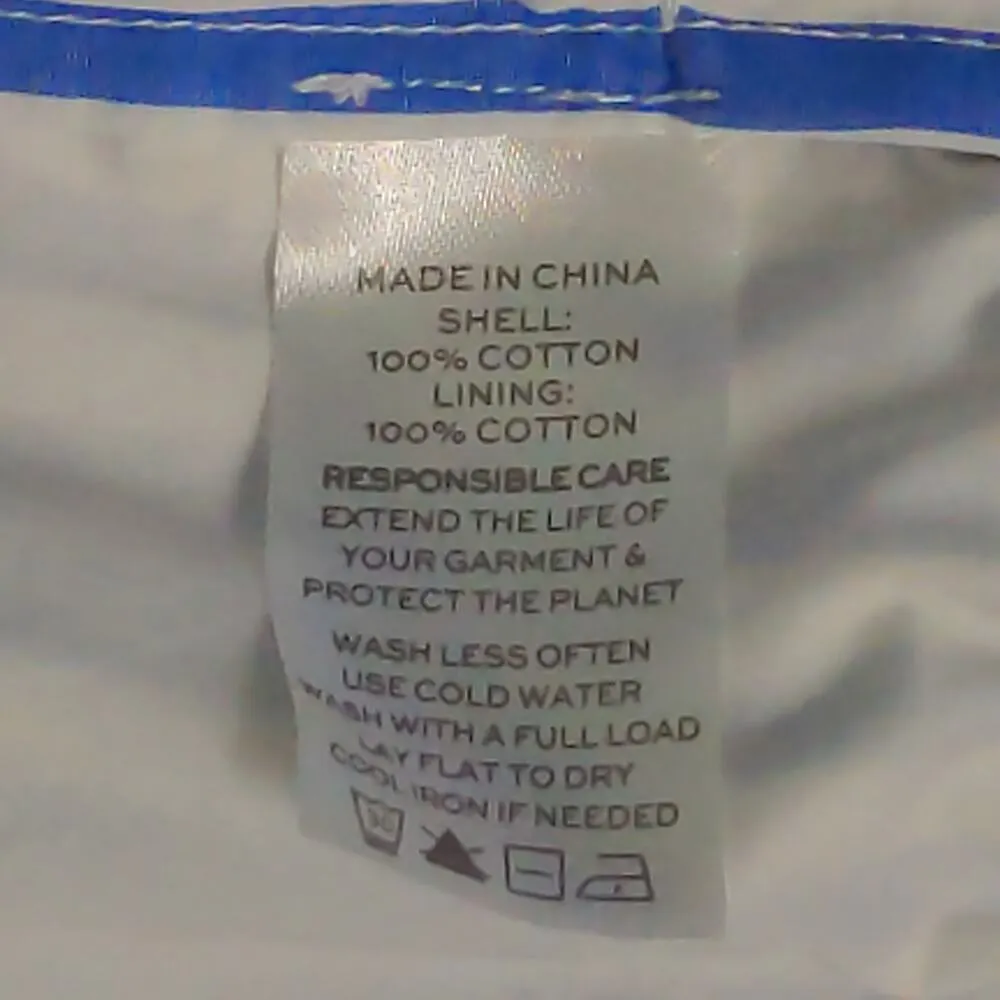 MADE IN CHINA
SHELL:
100% COTTON
LINING:
100% COTTON
RESPONSIBLE CARE
EXTEND THE LIFE OF
YOUR GARMENT &
PROTECT THE PLANET
WASH LESS OFTEN
USE COLD WATER
WASH WITH A FULL LOAD
LAY FLAT TO DRY
COOL IRON IF NEEDED
30